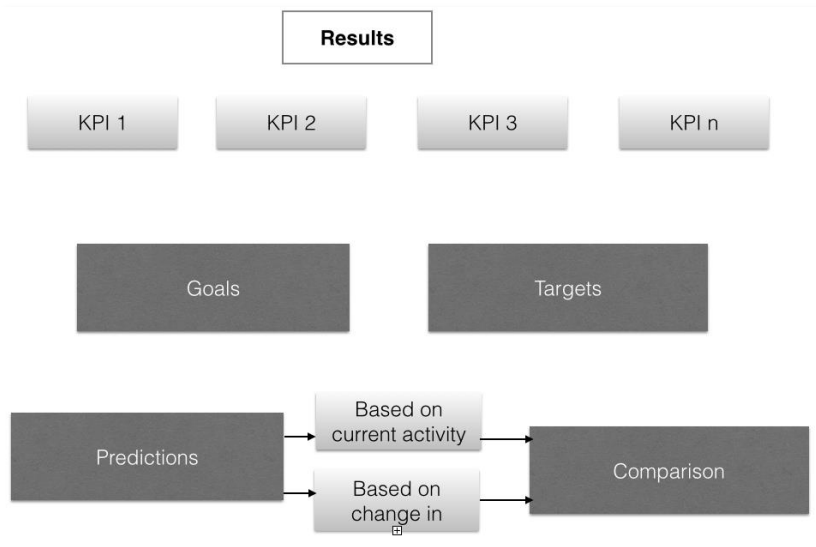 Results
KPI 1
KPI 2
KPI 3
KPI n
Goals
Targets
Predictions
Based on
current activity
Based on
change in
Comparison